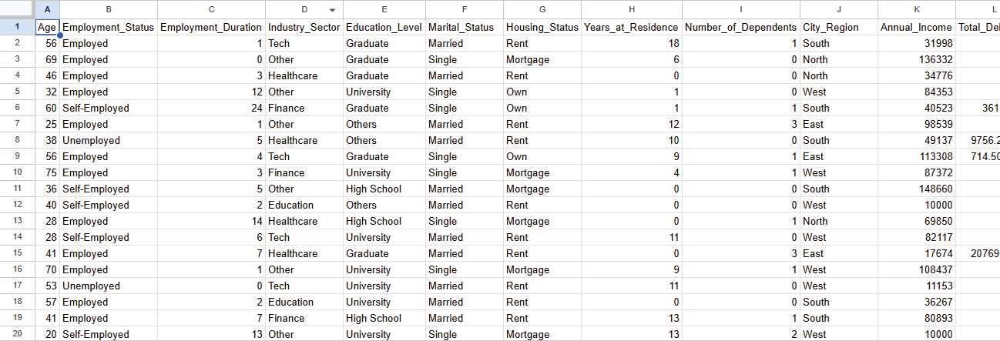 A B C D E F G H I J K L
1 Age Employment_Status Employment_Duration Industry_Sector Education_Level Marital_Status Housing_Status Years_at_Residence Number_of_Dependents City_Region Annual_Income
2 56 Employed 1 Tech Graduate Married Rent 18 1 South 31998
3 69 Employed 0 Other Graduate Single Mortgage 6 0 North 136332
4 46 Employed 3 Healthcare Graduate Married Rent 0 0 North 34776
5 32 Employed 12 Other University Single Own 1 0 West 84353
6 60 Self-Employed 24 Finance Graduate Single Own 1 1 South 40523
7 25 Employed 1 Other Others Married Rent 12 3 East 98539
8 38 Unemployed 5 Healthcare Others Married Rent 10 0 South 49137
9 56 Employed 4 Tech Graduate Single Own 9 1 East 113308
10 75 Employed 3 Finance University Single Mortgage 4 1 West 87372
11 36 Self-Employed 5 Other High School Married Mortgage 0 0 South 148660
12 40 Self-Employed 2 Education Others Married Rent 0 0 West 10000
13 28 Employed 14 Healthcare High School Single Mortgage 0 1 North 69850
14 28 Self-Employed 6 Tech University Married Rent 11 0 West 82117
15 41 Employed 7 Healthcare Graduate Married Rent 0 3 East 17674
16 70 Employed 1 Other University Single Mortgage 9 1 West 108437
17 53 Unemployed 0 Tech University Married Rent 11 0 West 11153
18 57 Employed 2 Education University Married Rent 0 0 South 36267
19 41 Employed 7 Finance High School Married Rent 13 1 South 80893
20 20 Self-Employed 13 Other University Single Mortgage 13 2 West 10000